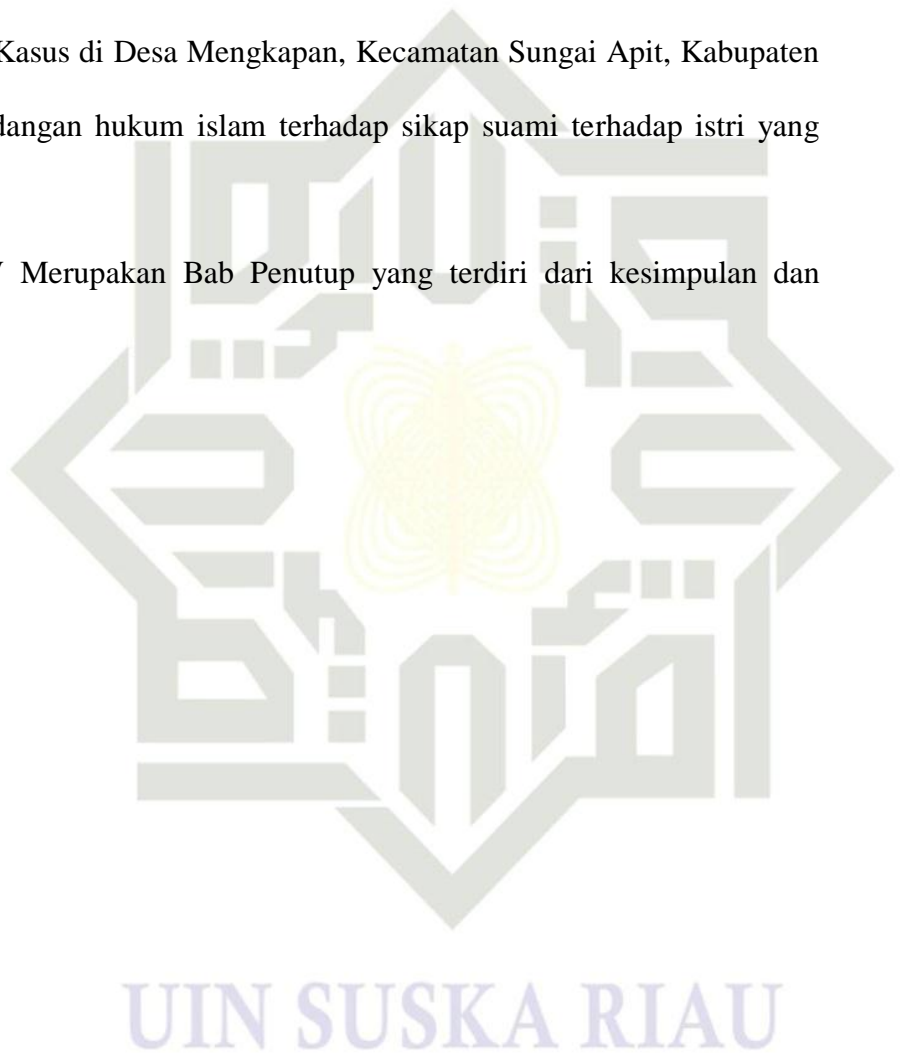 Kasus di Desa Mengkapan, Kecamatan Sungai Apit, Kabupaten
dangan hukum islam terhadap sikap suami terhadap istri yang
Merupakan Bab Penutup yang terdiri dari kesimpulan dan
UIN SUSKA RIAU